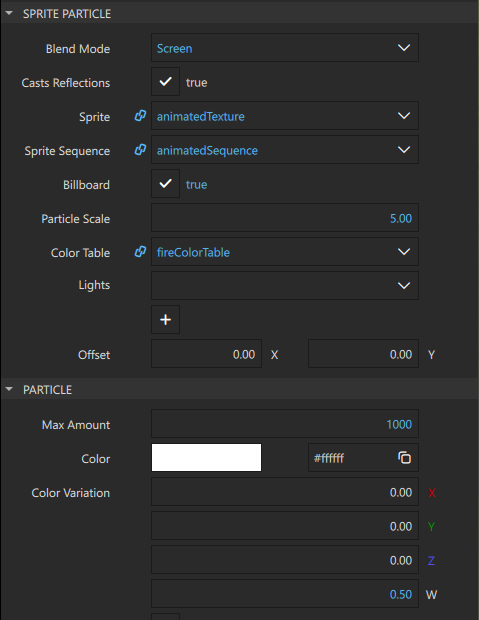 SPRITE PARTICLE
Blend Mode Screen
Casts Reflections true
Sprite animatedTexture
Sprite Sequence animatedSequence
Billboard true
Particle Scale 5.00
Color Table fireColorTable
Lights
+
Offset 0.00 X 0.00 Y
PARTICLE
Max Amount 1000
Color #ffffff
Color Variation 0.00 X
0.00 Y
0.00 Z
0.50 W